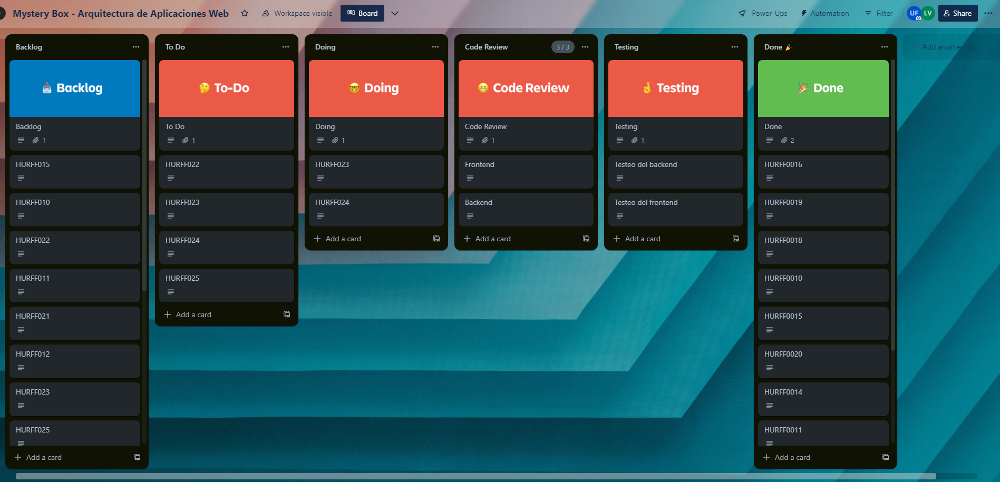 Mystery Box - Arquitectura de Aplicaciones Web
Workspace visible
Board
Power-Ups
Automation
Filter
UF
LV
Share
Backlog
Backlog
Backlog
1
HURFF015
HURFF010
HURFF022
HURFF011
HURFF021
HURFF012
HURFF023
HURFF025
Add a card
To Do
To-Do
To Do
1
HURFF022
HURFF023
HURFF024
HURFF025
Add a card
Doing
Doing
Doing
1
HURFF023
HURFF024
Add a card
Code Review
3 / 3
Code Review
Code Review
1
Frontend
Backend
Add a card
Testing
Testing
Testing
1
Testeo del backend
Testeo del frontend
Add a card
Done 🎉
Done
Done
2
HURFF0016
HURFF0019
HURFF0018
HURFF0010
HURFF0015
HURFF0020
HURFF0014
HURFF0011
Add a card
Add another list